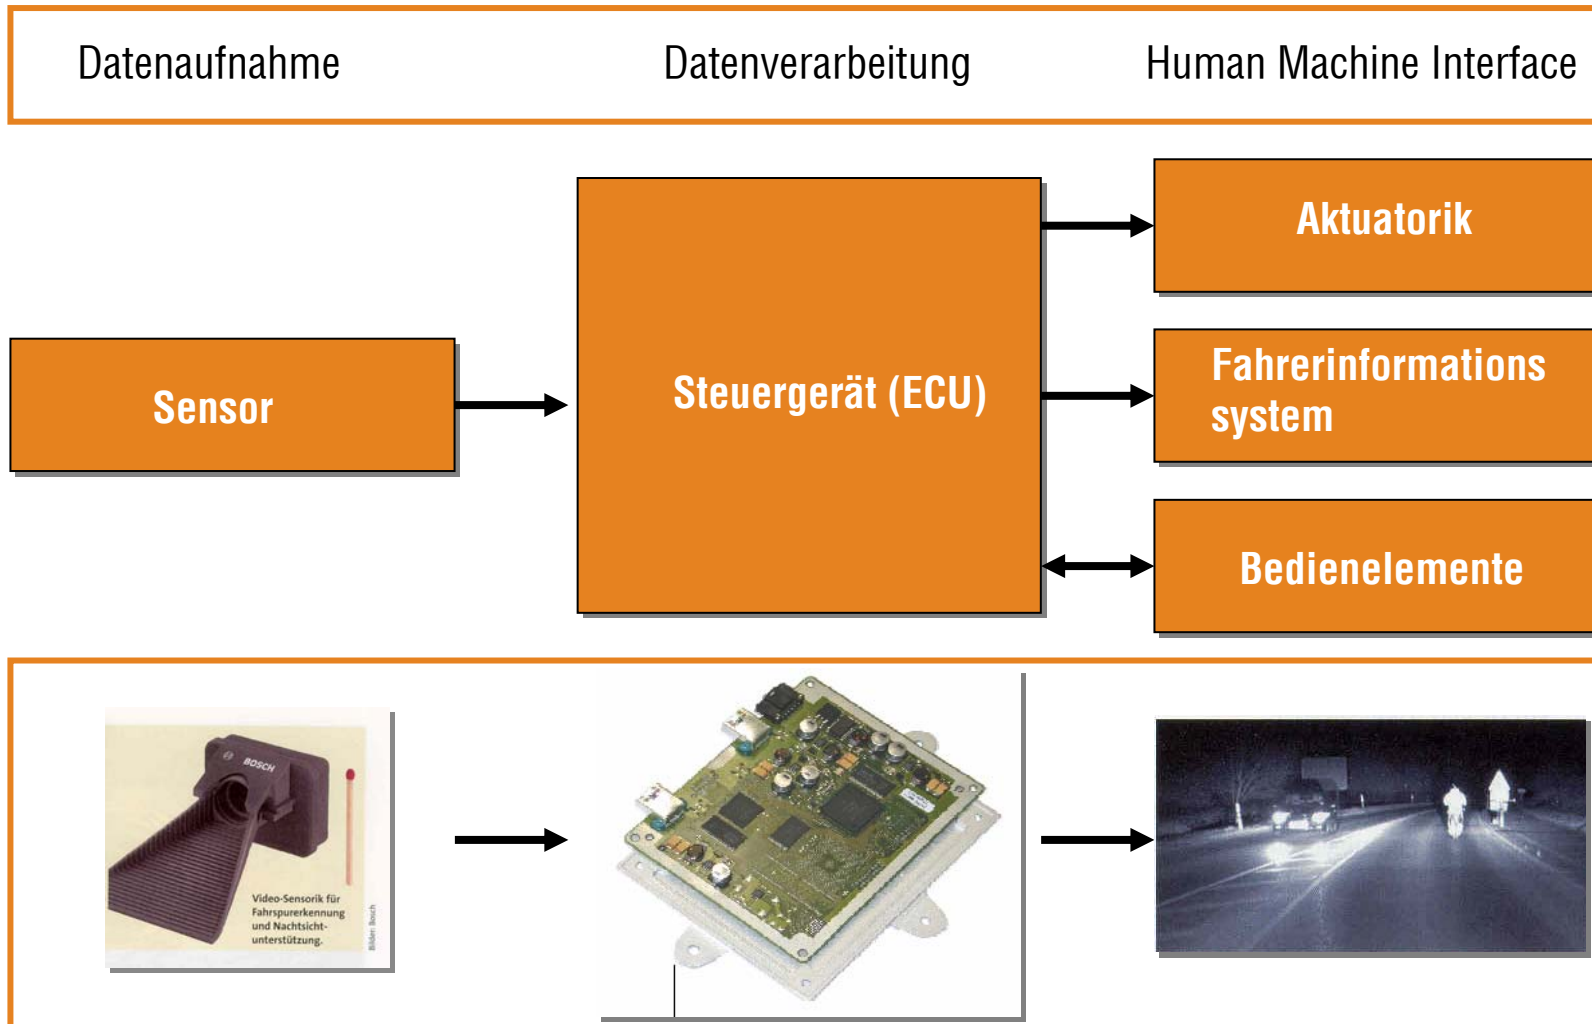 Datenaufnahme Datenverarbeitung Human Machine Interface
Aktuatorik
Sensor
Steuergerät (ECU)
Fahrerinformations
system
Bedienelemente
BOSCH
Video-Sensorik für
Fahrspurerkennung
und Nachtsicht-
unterstützung.
Bilder: Bosch